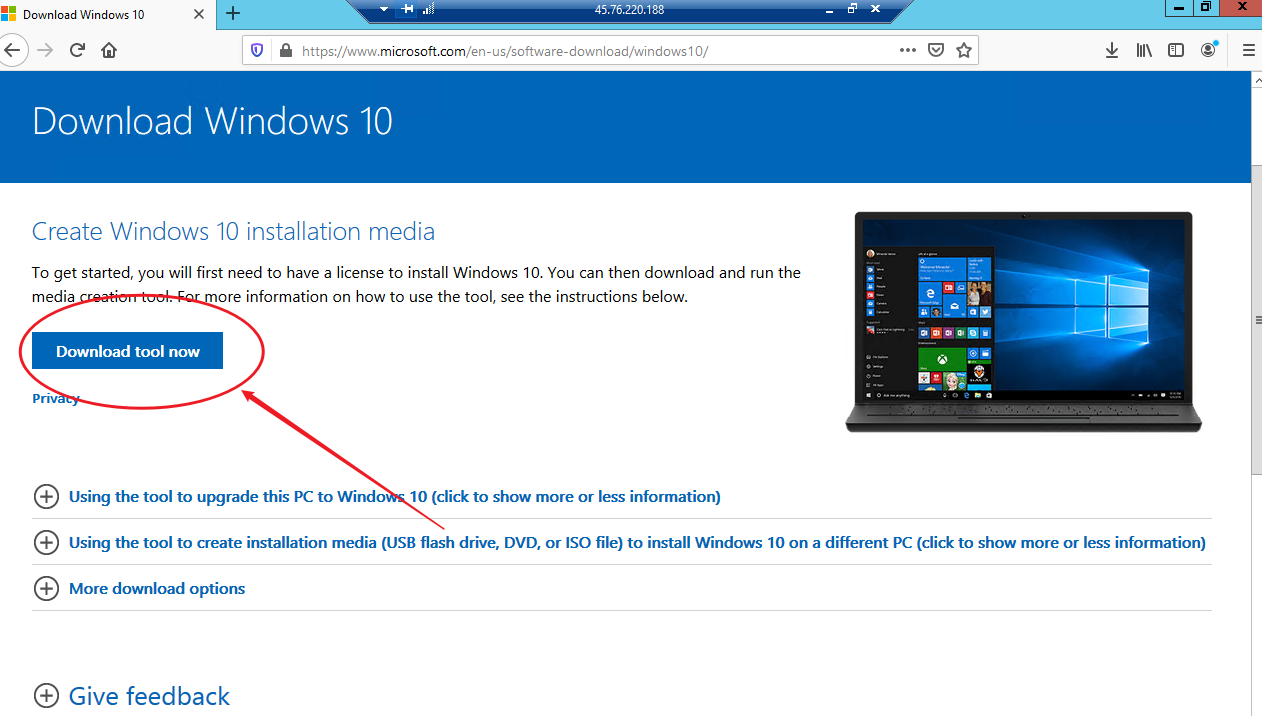 Download Windows 10
45.76.220.188
https://www.microsoft.com/en-us/software-download/windows10/
Download Windows 10
Create Windows 10 installation media
To get started, you will first need to have a license to install Windows 10. You can then download and run the
media creation tool. For more information on how to use the tool, see the instructions below.
Download tool now
Privacy
Using the tool to upgrade this PC to Windows 10 (click to show more or less information)
Using the tool to create installation media (USB flash drive, DVD, or ISO file) to install Windows 10 on a different PC (click to show more or less information)
More download options
Give feedback